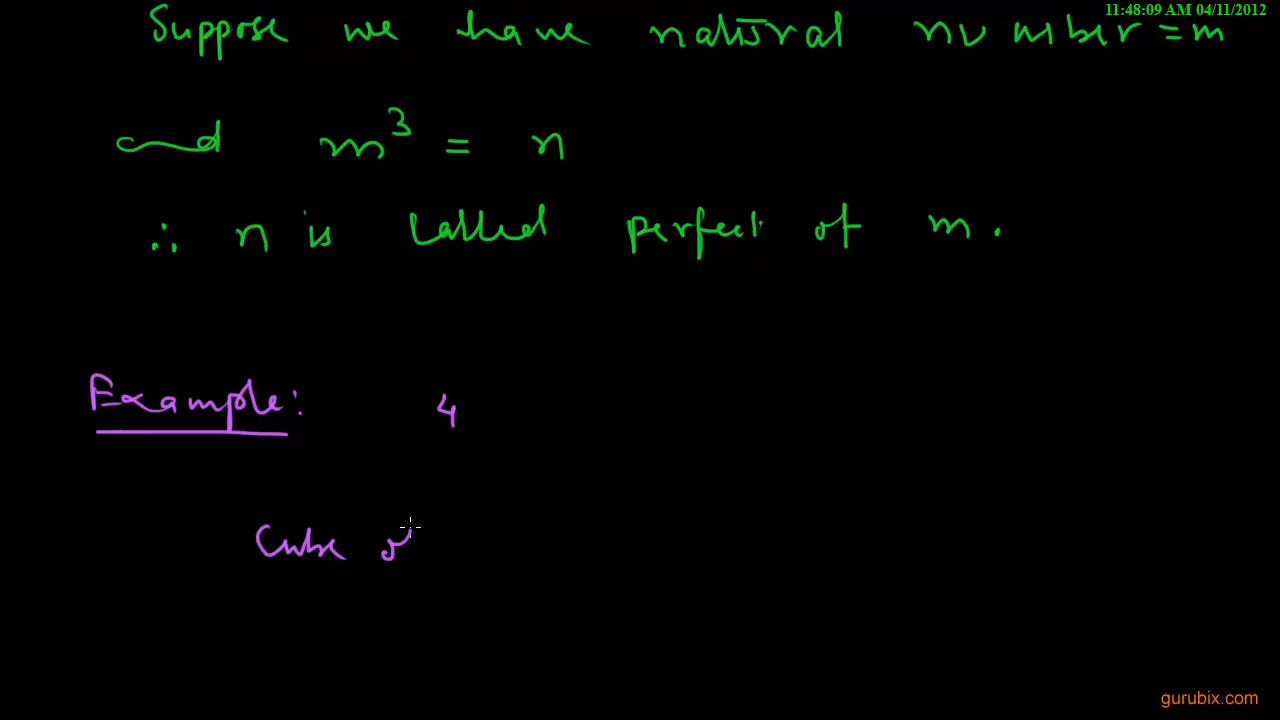 11:48:09 AM 04/11/2012
Suppose we have natural number = m
and m³ = n
∴ n is called perfect of m.
Example: 4
Cube o
gurubix.com